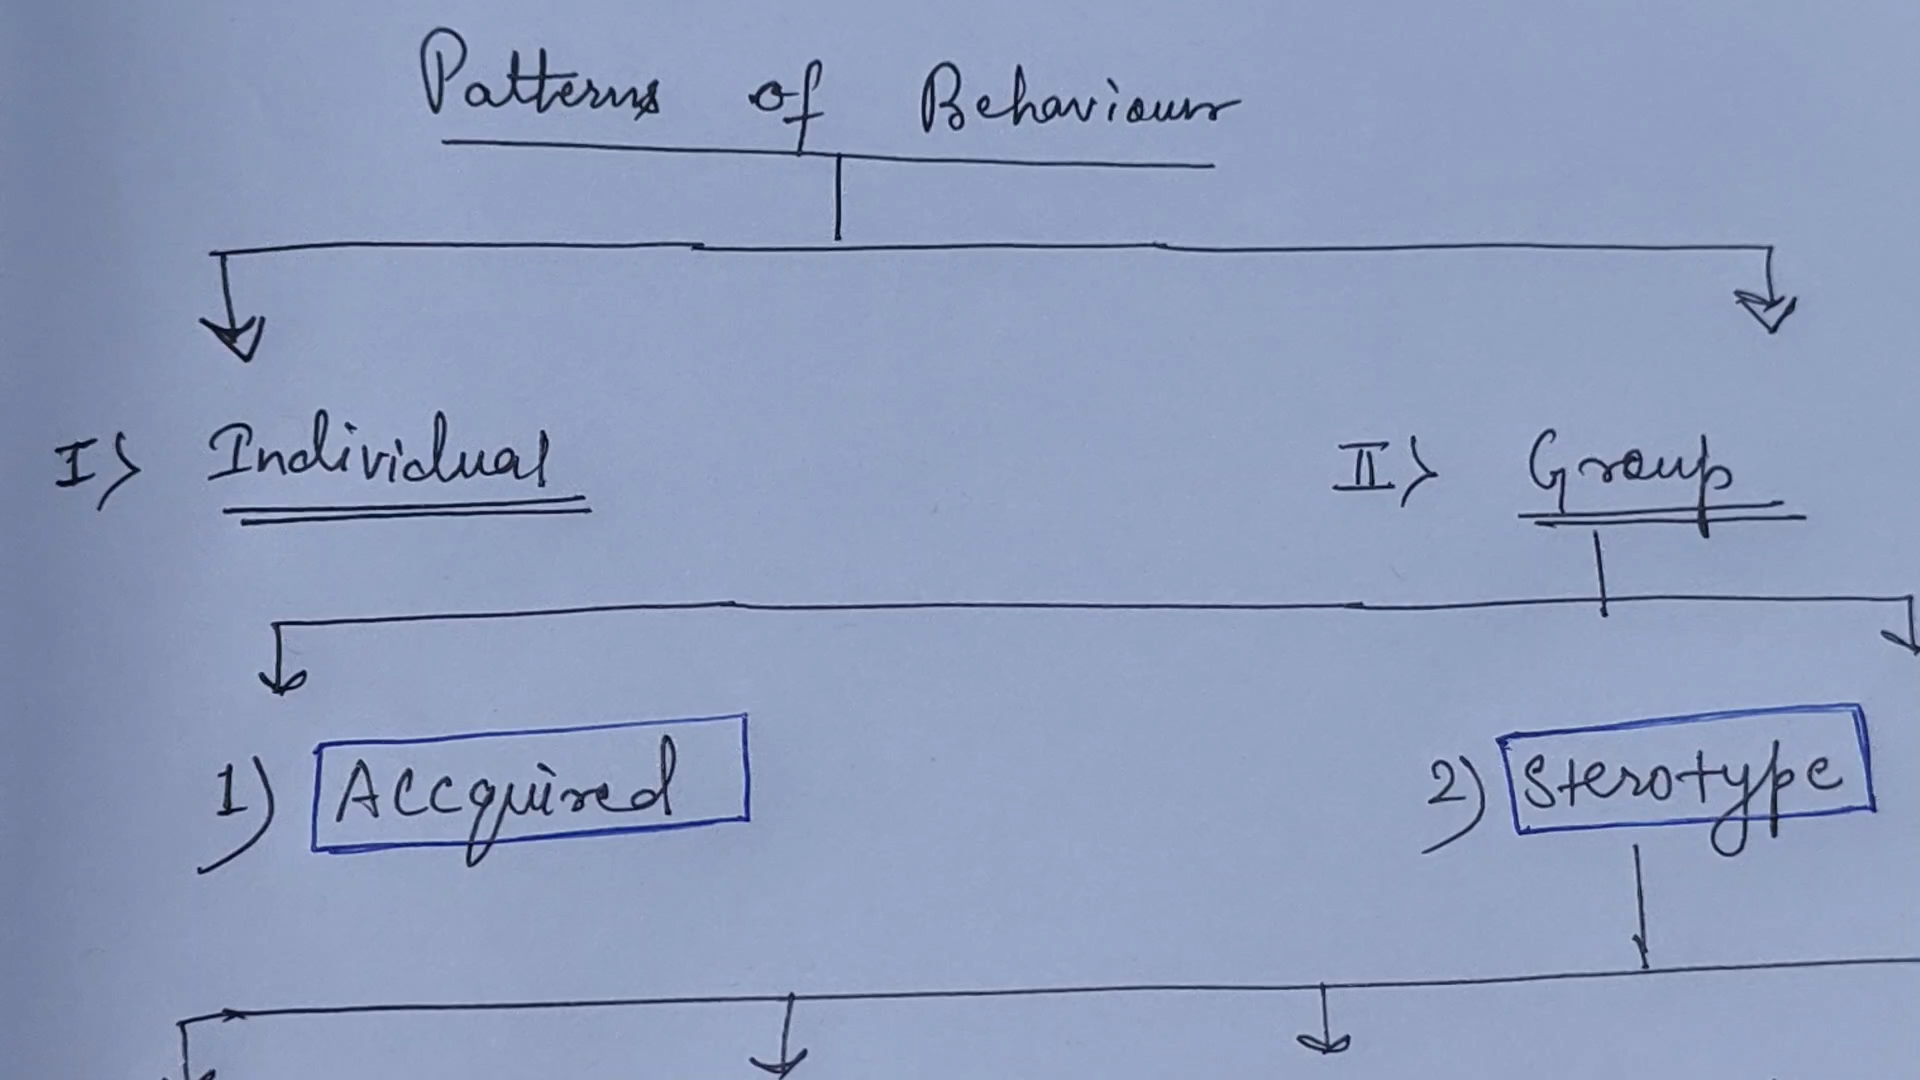 Patterns of Behaviour
I> Individual II> Group
1) Accquired 2) Sterotype